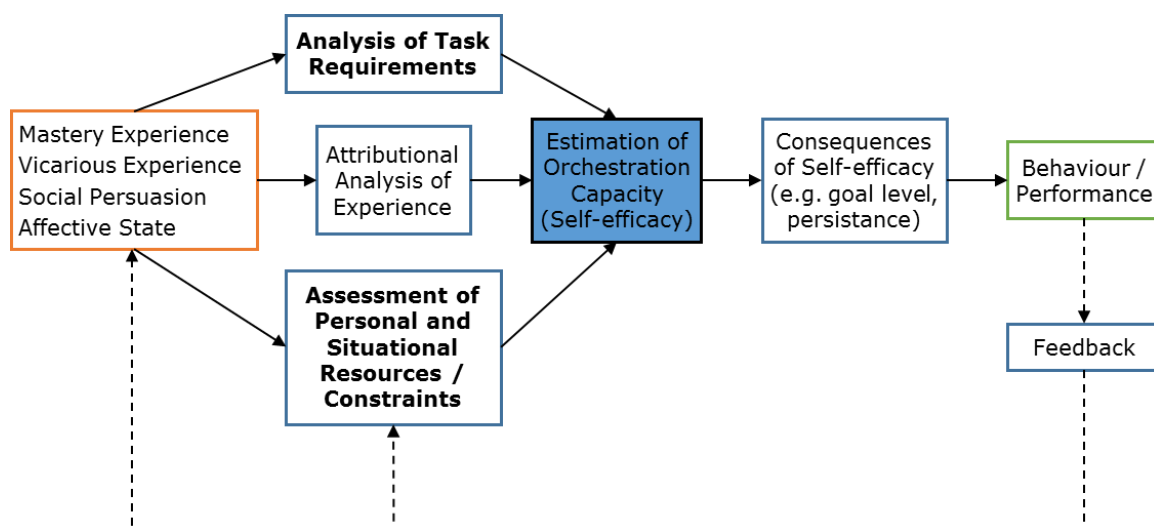 Analysis of Task
Requirements
Mastery Experience
Vicarious Experience
Social Persuasion
Affective State
Attributional
Analysis of
Experience
Assessment of
Personal and
Situational
Resources /
Constraints
Estimation of
Orchestration
Capacity
(Self-efficacy)
Consequences
of Self-efficacy
(e.g. goal level,
persistance)
Behaviour /
Performance
Feedback